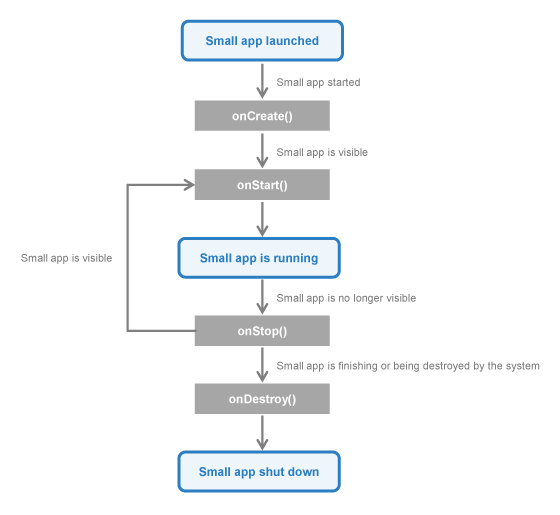 Small app launched
Small app started
onCreate()
Small app is visible
onStart()
Small app is visible
Small app is running
Small app is no longer visible
onStop()
Small app is finishing or being destroyed by the system
onDestroy()
Small app shut down